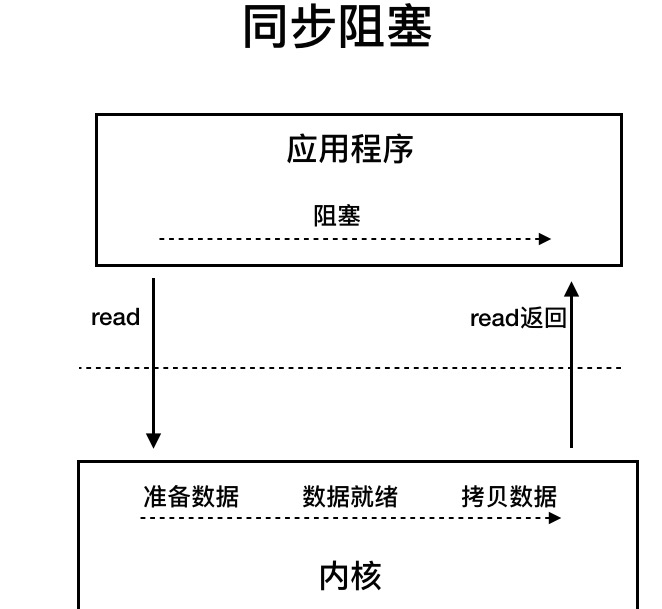 同步阻塞
应用程序
阻塞
read
read返回
准备数据 数据就绪 拷贝数据
内核